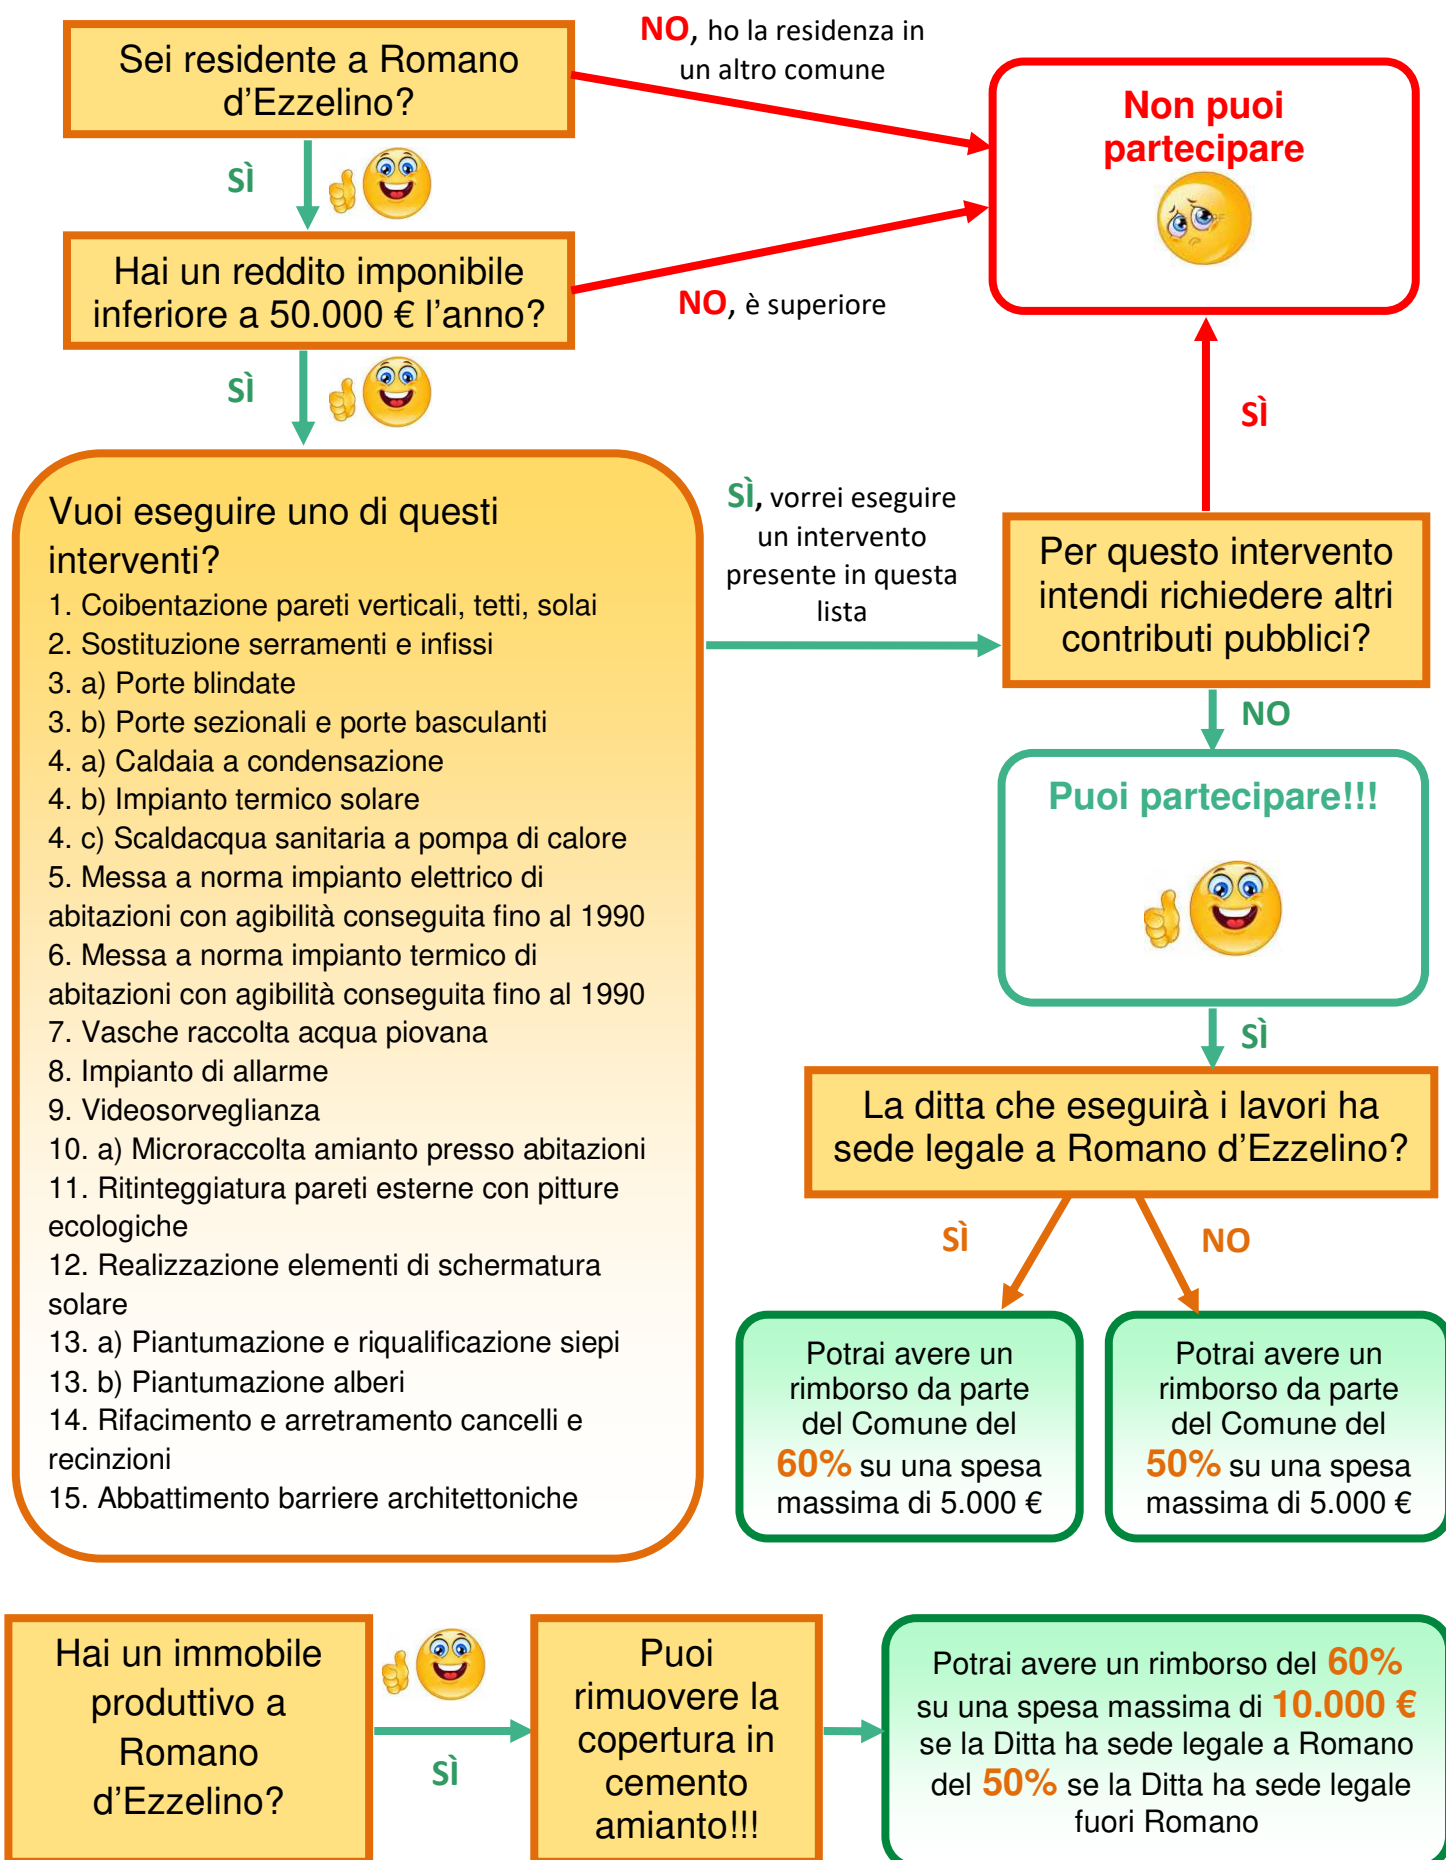 Sei residente a Romano
d'Ezzelino?
NO, ho la residenza in
un altro comune
Non puoi
partecipare
SÌ
Hai un reddito imponibile
inferiore a 50.000 € l'anno?
NO, è superiore
SÌ
SÌ
Vuoi eseguire uno di questi
interventi?
1. Coibentazione pareti verticali, tetti, solai
2. Sostituzione serramenti e infissi
3. a) Porte blindate
3. b) Porte sezionali e porte basculanti
4. a) Caldaia a condensazione
4. b) Impianto termico solare
4. c) Scaldacqua sanitaria a pompa di calore
5. Messa a norma impianto elettrico di
abitazioni con agibilità conseguita fino al 1990
6. Messa a norma impianto termico di
abitazioni con agibilità conseguita fino al 1990
7. Vasche raccolta acqua piovana
8. Impianto di allarme
9. Videosorveglianza
10. a) Microraccolta amianto presso abitazioni
11. Ritinteggiatura pareti esterne con pitture
ecologiche
12. Realizzazione elementi di schermatura
solare
13. a) Piantumazione e riqualificazione siepi
13. b) Piantumazione alberi
14. Rifacimento e arretramento cancelli e
recinzioni
15. Abbattimento barriere architettoniche
SÌ, vorrei eseguire
un intervento
presente in questa
lista
Per questo intervento
intendi richiedere altri
contributi pubblici?
NO
Puoi partecipare!!!
SÌ
La ditta che eseguirà i lavori ha
sede legale a Romano d'Ezzelino?
SÌ
NO
Potrai avere un
rimborso da parte
del Comune del
60% su una spesa
massima di 5.000 €
Potrai avere un
rimborso da parte
del Comune del
50% su una spesa
massima di 5.000 €
Hai un immobile
produttivo a
Romano
d'Ezzelino?
SÌ
Puoi
rimuovere la
copertura in
cemento
amianto!!!
Potrai avere un rimborso del 60%
su una spesa massima di 10.000 €
se la Ditta ha sede legale a Romano
del 50% se la Ditta ha sede legale
fuori Romano